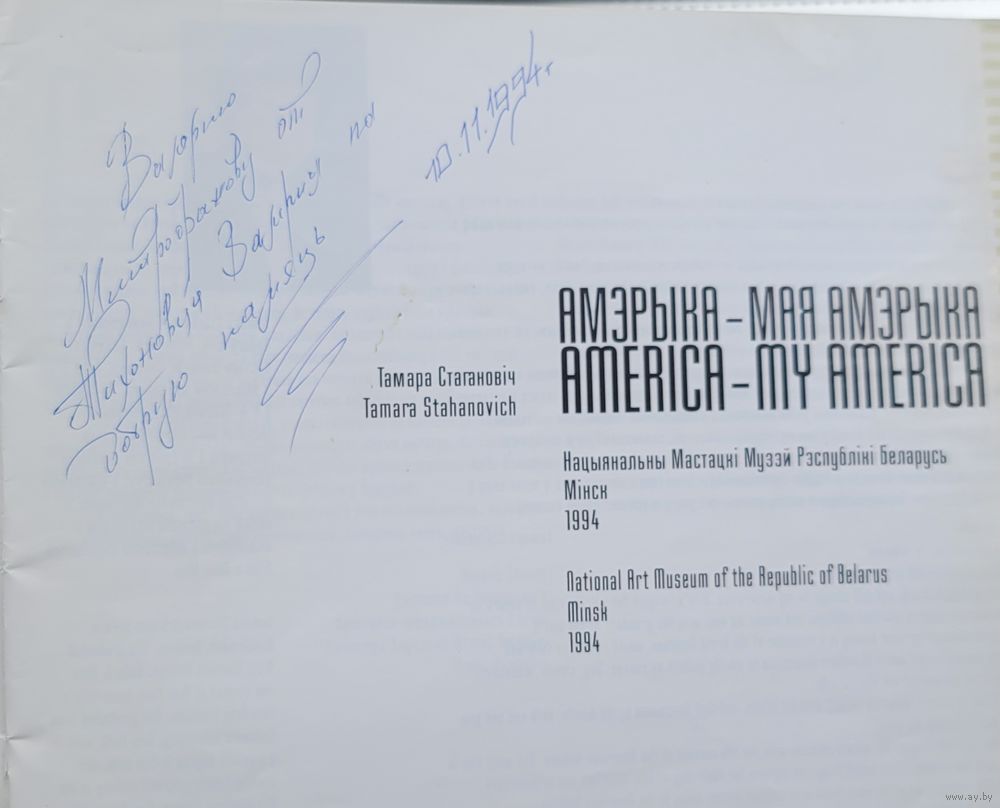 Валерию
Митрофанову от
Тихоновича Валерия на
добрую памяць
10.11.1994г
Тамара Стагановіч
Tamara Stahanovich
АМЭРЫКА – МАЯ АМЭРЫКА
AMERICA – MY AMERICA
Нацыянальны Мастацкі Музэй Рэспублікі Беларусь
Мінск
1994
National Art Museum of the Republic of Belarus
Minsk
1994
www.ay.by